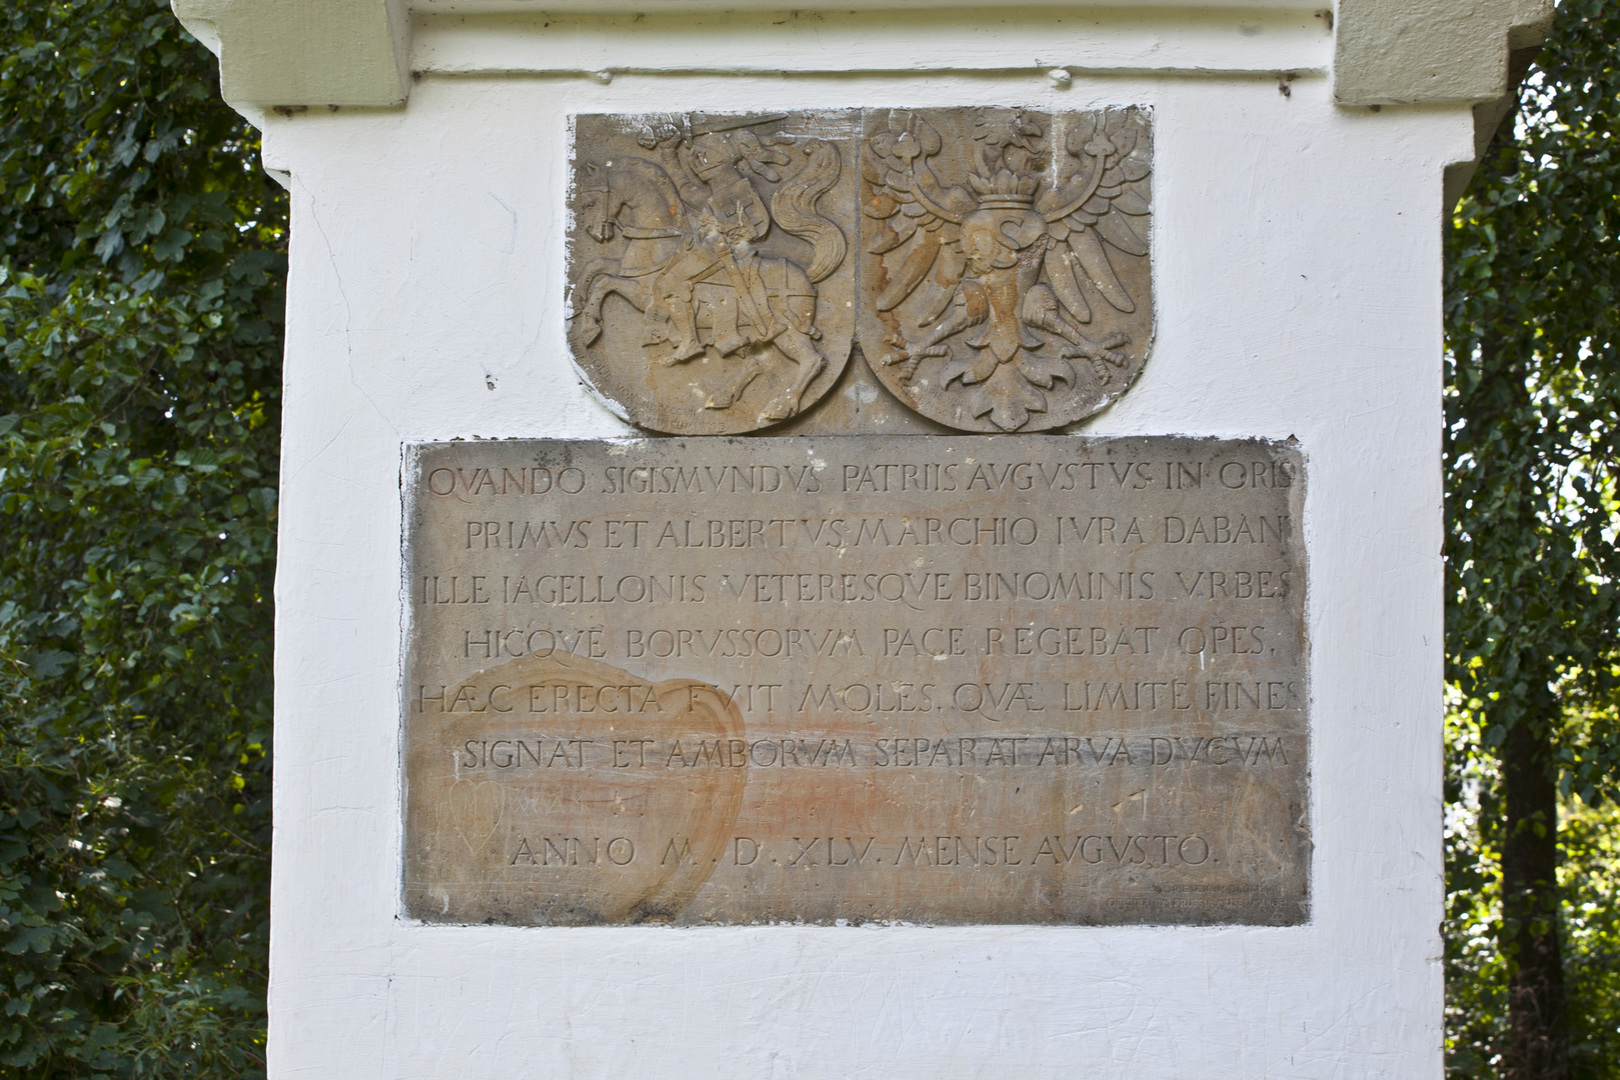 QVANDO SIGISMVNDVS PATRIIS AVGVSTVS IN ORIS
PRIMVS ET ALBERTVS MARCHIO IVRA DABANT
ILLE IAGELLONIS VETERESQVE BINOMINIS VRBES
HICQVE BORVSSORVM PACE REGEBAT OPES,
HÆC ERECTA FVIT MOLES, QVÆ LIMITE FINES
SIGNAT ET AMBORVM SEPARAT ARVA DVCVM
ANNO M . D . XLV . MENSE AVGVSTO .